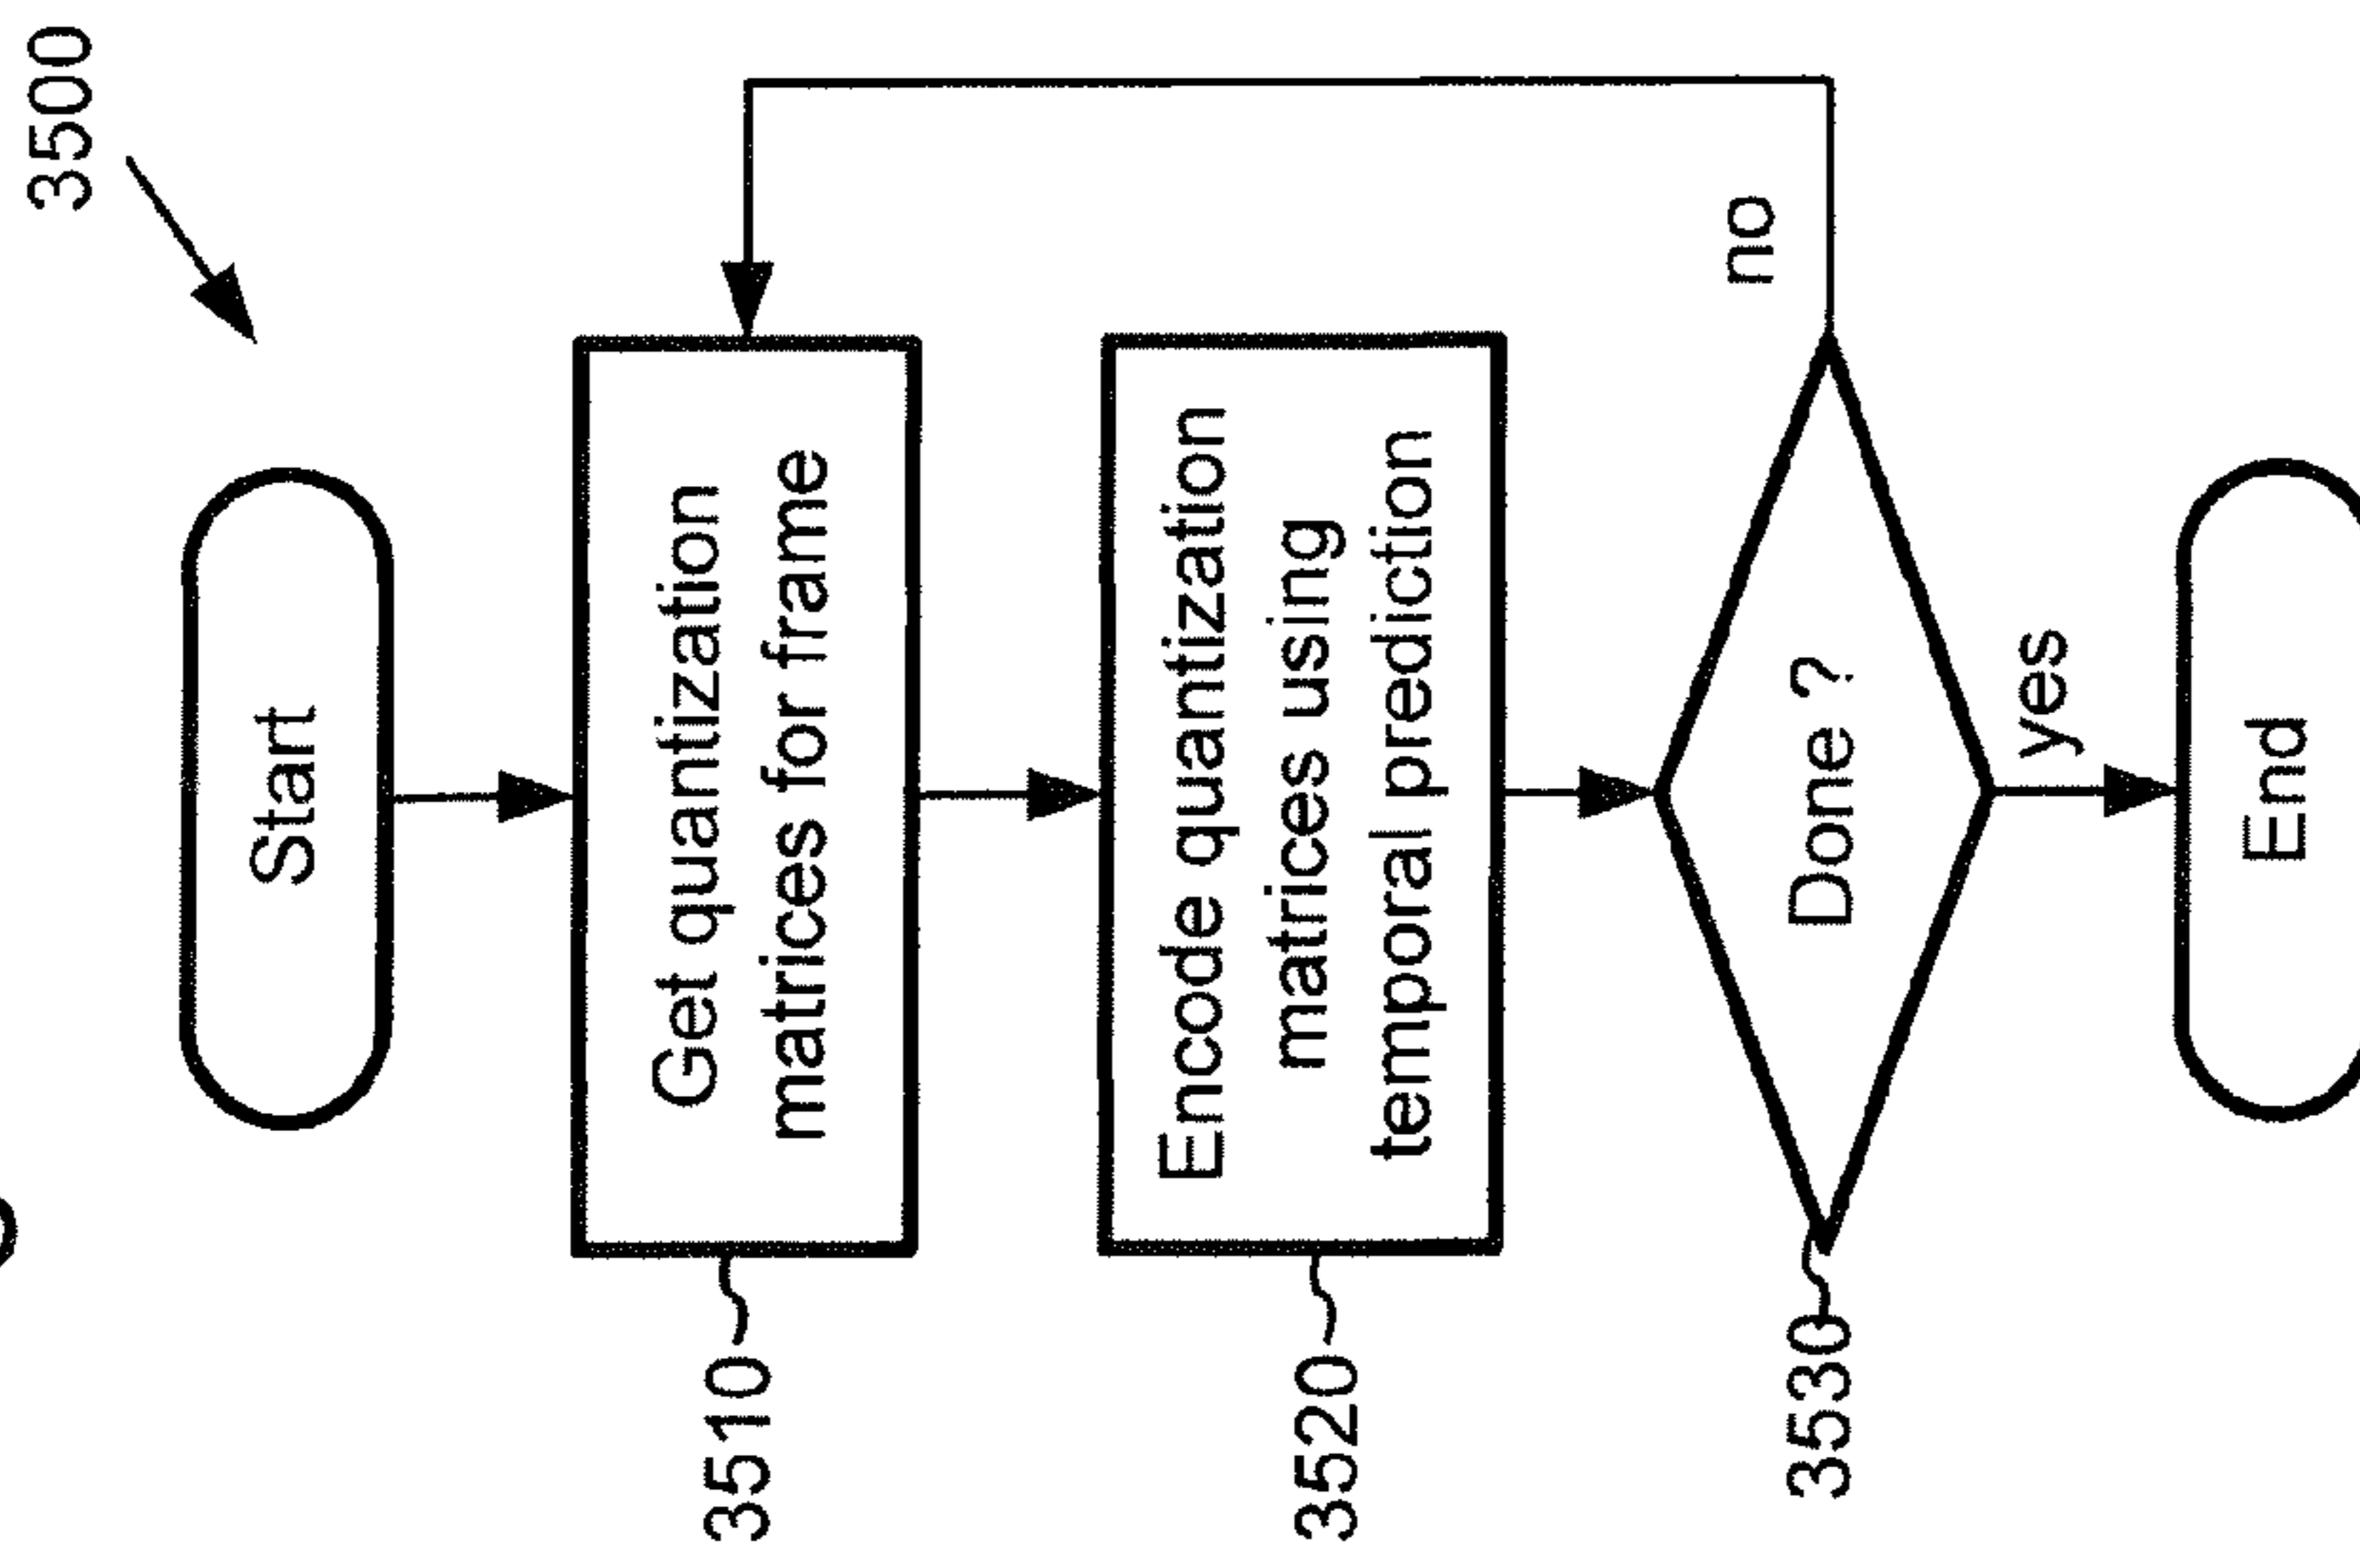 3500
Start
Get quantization
matrices for frame
3510
Encode quantization
matrices using
temporal prediction
3520
Done ?
3530
no
yes
End